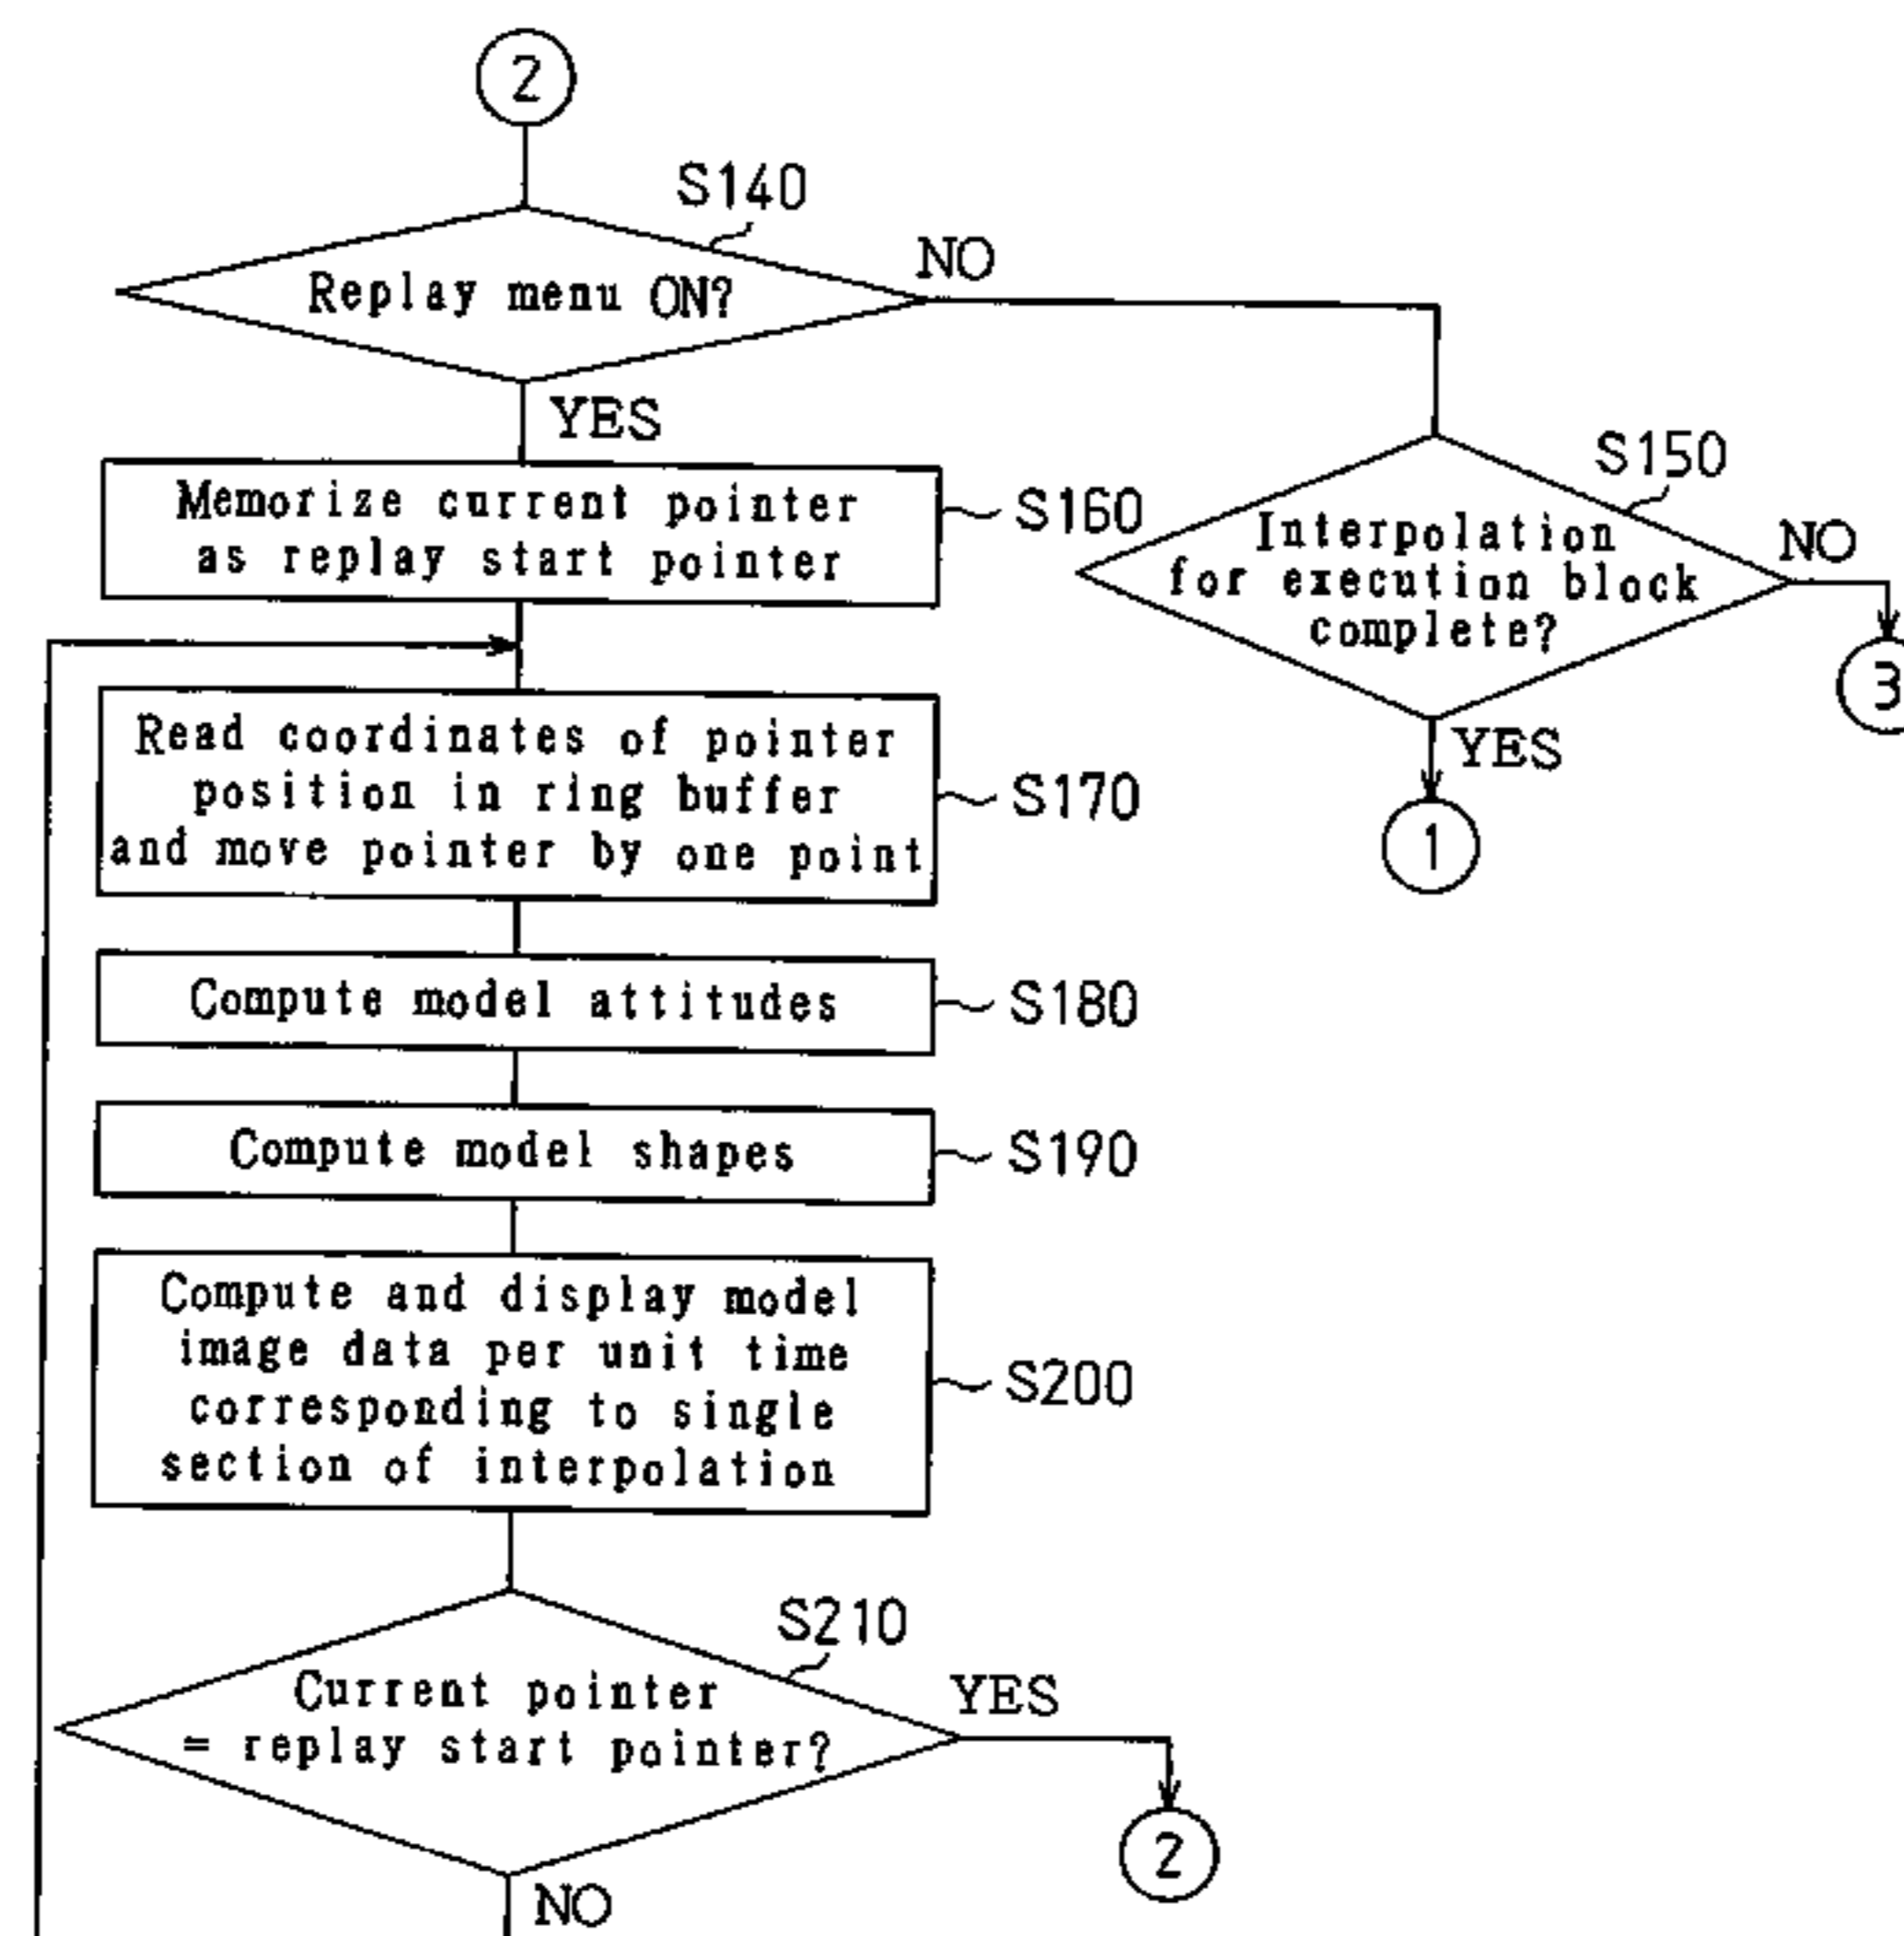 2
S140
Replay menu ON?
NO
YES
S150
Memorize current pointer
as replay start pointer
S160
Interpolation
for execution block
complete?
NO
3
YES
1
Read coordinates of pointer
position in ring buffer
and move pointer by one point
S170
Compute model attitudes
S180
Compute model shapes
S190
Compute and display model
image data per unit time
corresponding to single
section of interpolation
S200
S210
Current pointer
= replay start pointer?
YES
2
NO